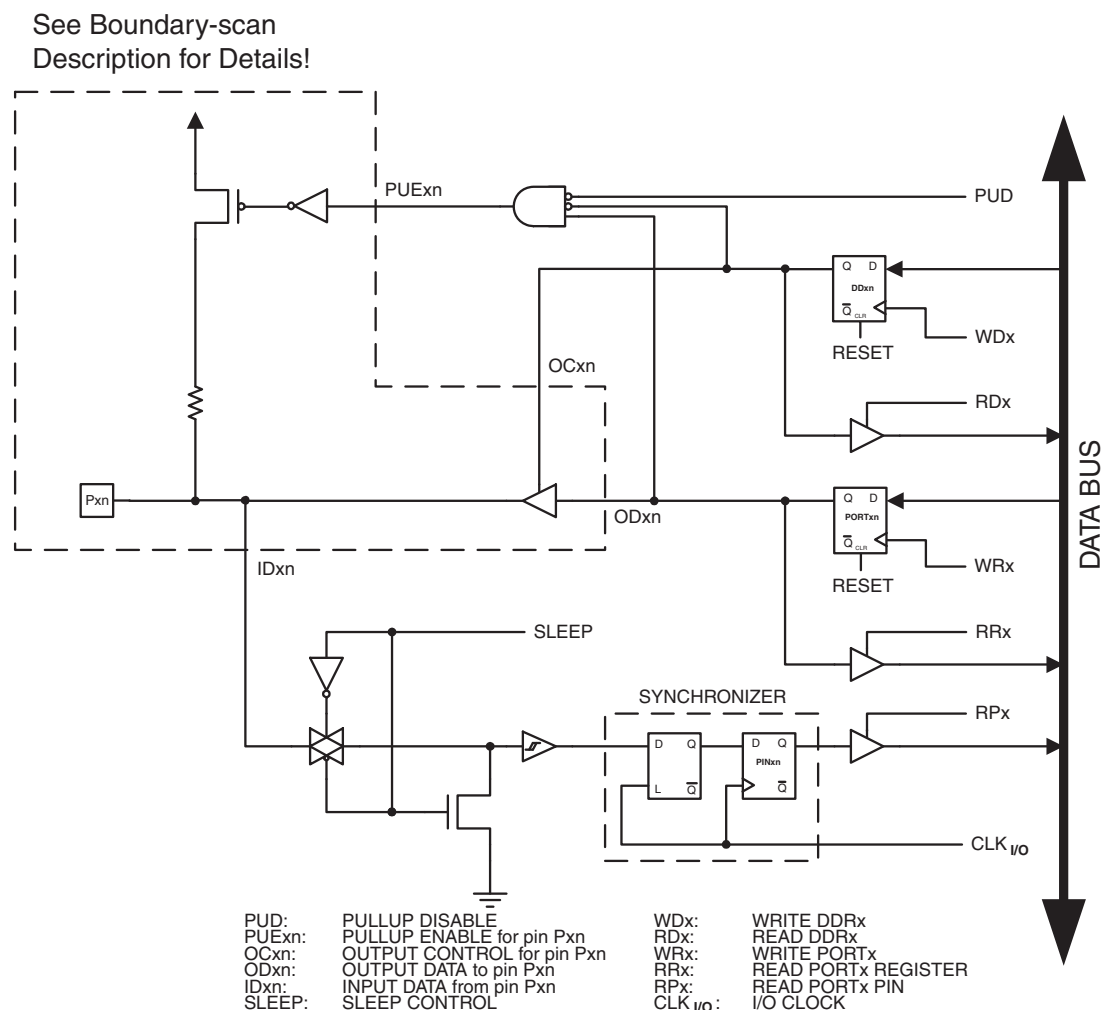 See Boundary-scan
Description for Details!
PUExn
PUD
Q D
DDxn
Q CLR
WDx
RESET
OCxn
RDx
Pxn
ODxn
Q D
PORTxn
Q CLR
WRx
RESET
IDxn
DATA BUS
SLEEP
RRx
SYNCHRONIZER
RPx
D Q
L Q
D Q
PINxn
Q
CLK I/O
PUD: PULLUP DISABLE
PUExn: PULLUP ENABLE for pin Pxn
OCxn: OUTPUT CONTROL for pin Pxn
ODxn: OUTPUT DATA to pin Pxn
IDxn: INPUT DATA from pin Pxn
SLEEP: SLEEP CONTROL
WDx: WRITE DDRx
RDx: READ DDRx
WRx: WRITE PORTx
RRx: READ PORTx REGISTER
RPx: READ PORTx PIN
CLK I/O: I/O CLOCK